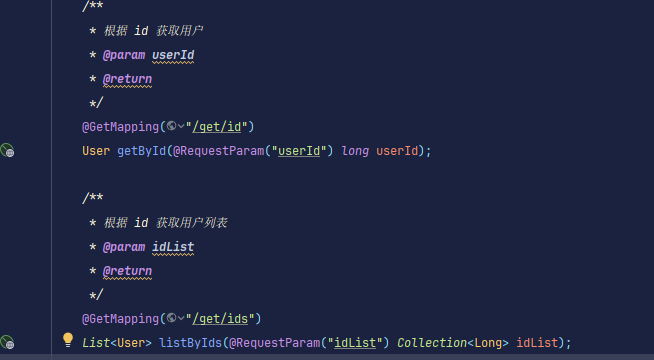 /**
* 根据 id 获取用户
* @param userId
* @return
*/
@GetMapping("/get/id")
User getById(@RequestParam("userId") long userId);
/**
* 根据 id 获取用户列表
* @param idList
* @return
*/
@GetMapping("/get/ids")
List<User> listByIds(@RequestParam("idList") Collection<Long> idList);